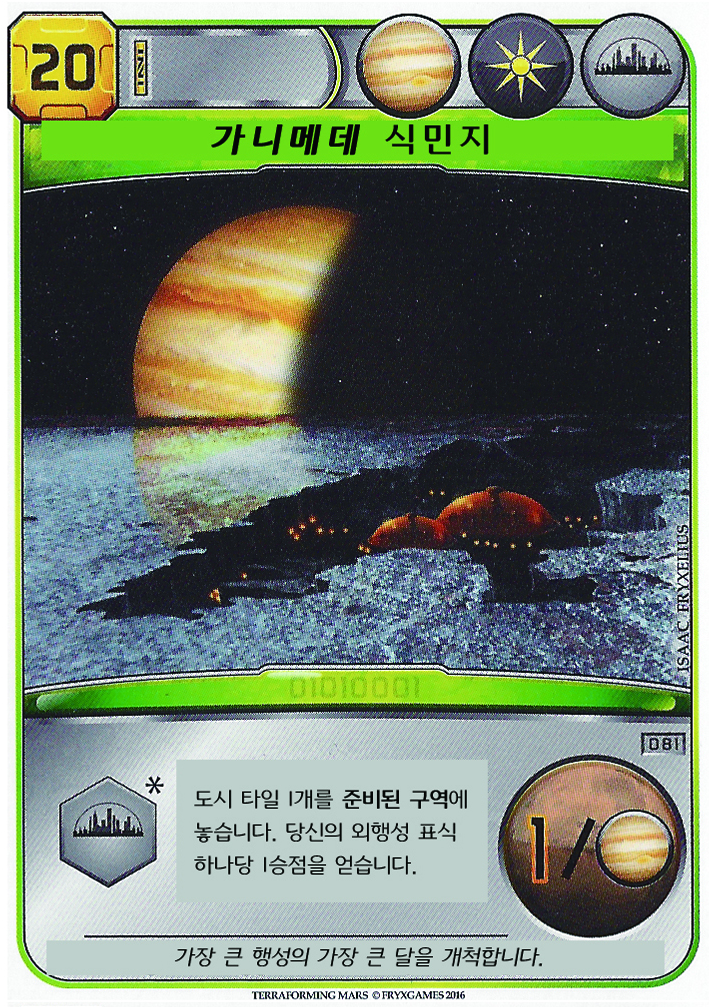 20
가니메데 식민지
ISAAC FRYXELIUS
01010001
081
*
도시 타일 1개를 준비된 구역에
놓습니다. 당신의 외행성 표식
하나당 1승점을 얻습니다.
1/
가장 큰 행성의 가장 큰 달을 개척합니다.
TERRAFORMING MARS © FRYXGAMES 2016